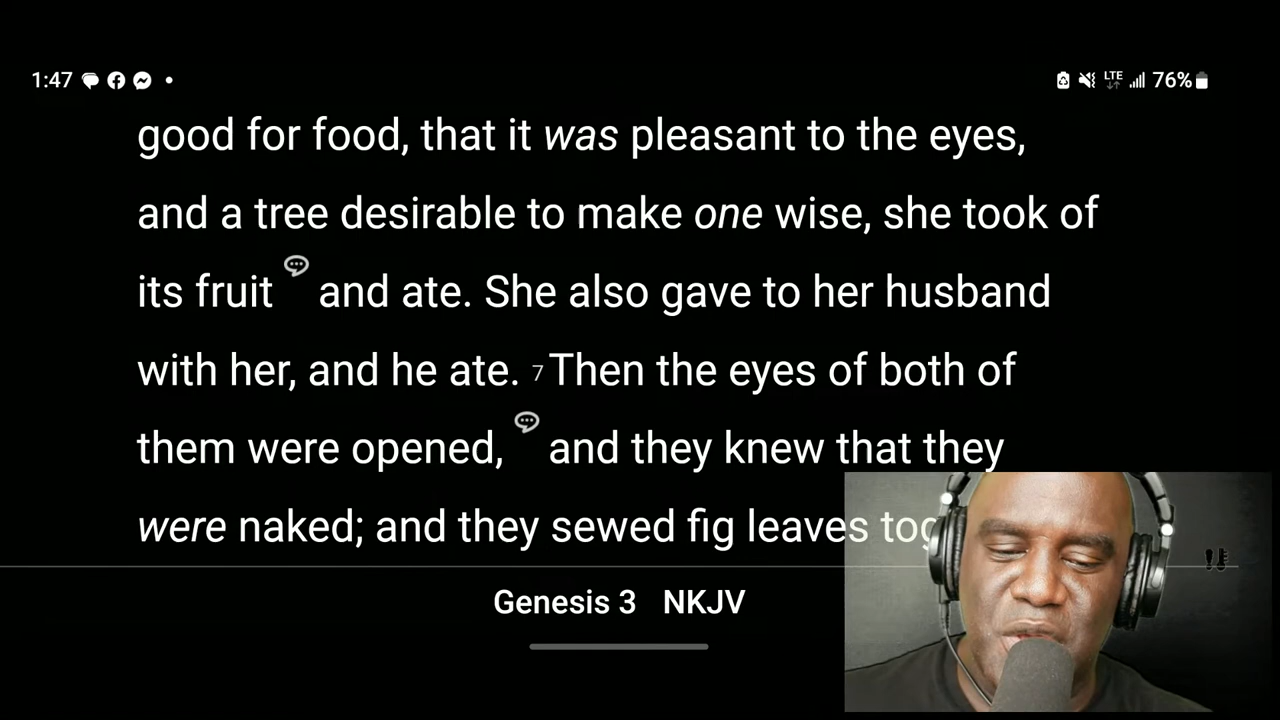 1:47
LTE
76%
good for food, that it was pleasant to the eyes,
and a tree desirable to make one wise, she took of
its fruit and ate. She also gave to her husband
with her, and he ate. 7 Then the eyes of both of
them were opened, and they knew that they
were naked; and they sewed fig leaves
Genesis 3 NKJV